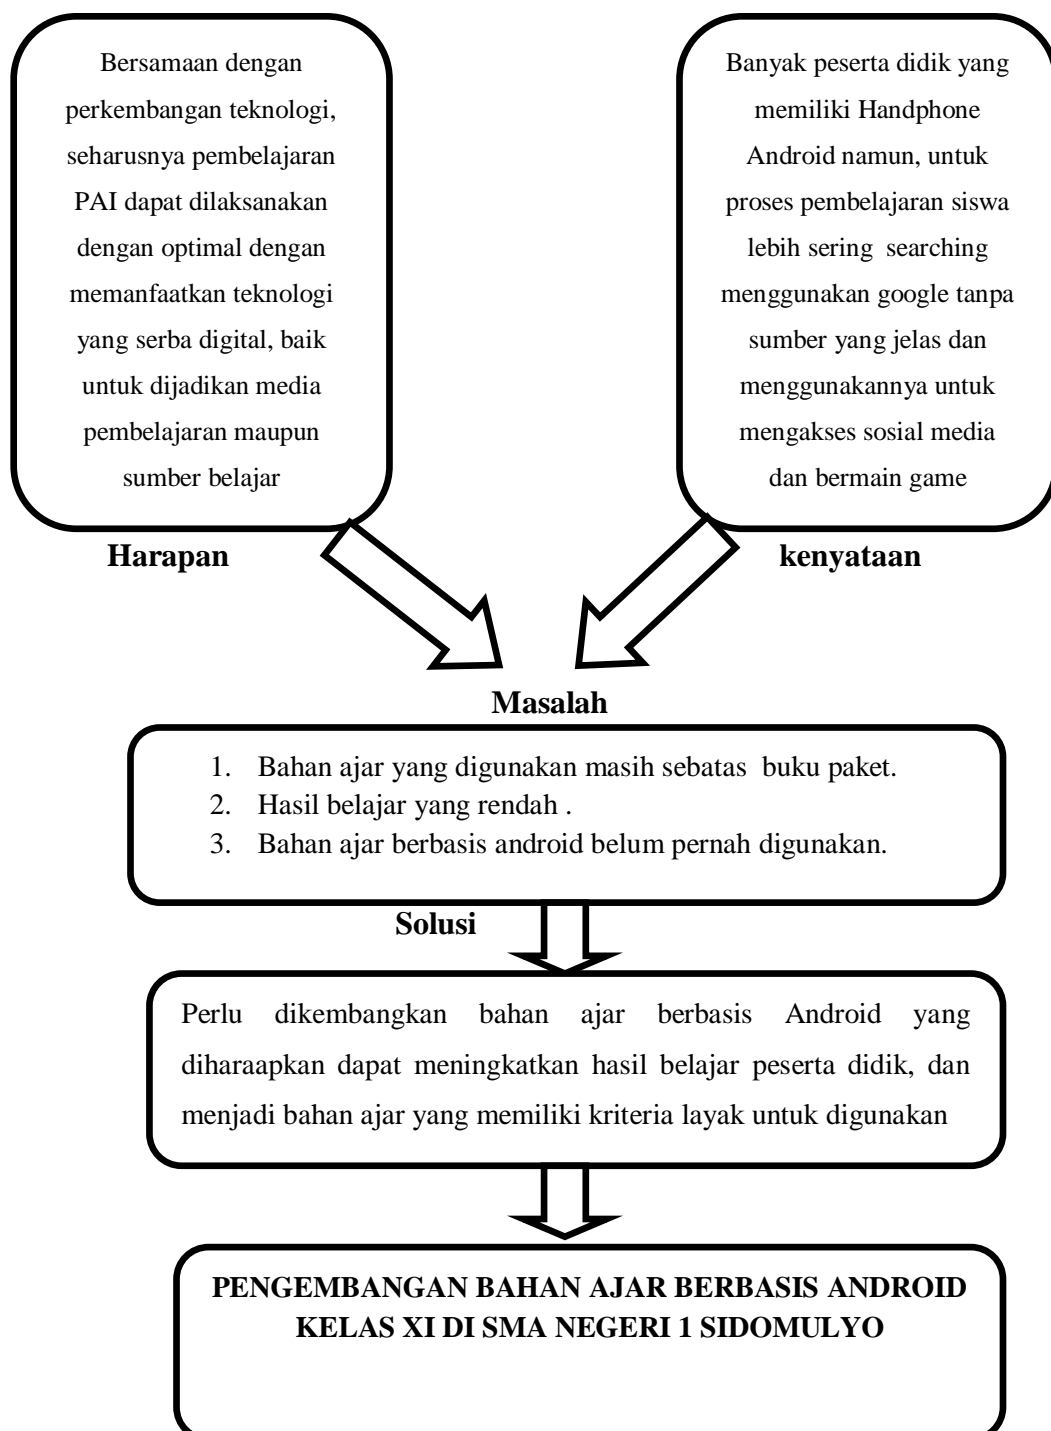 Bersamaan dengan
perkembangan teknologi,
seharusnya pembelajaran
PAI dapat dilaksanakan
dengan optimal dengan
memanfaatkan teknologi
yang serba digital, baik
untuk dijadikan media
pembelajaran maupun
sumber belajar
Harapan
Banyak peserta didik yang
memiliki Handphone
Android namun, untuk
proses pembelajaran siswa
lebih sering  searching
menggunakan google tanpa
sumber yang jelas dan
menggunakannya untuk
mengakses sosial media
dan bermain game
kenyataan
Masalah
1. Bahan ajar yang digunakan masih sebatas  buku paket.
2. Hasil belajar yang rendah .
3. Bahan ajar berbasis android belum pernah digunakan.
Solusi
Perlu dikembangkan bahan ajar berbasis Android yang
diharaapkan dapat meningkatkan hasil belajar peserta didik, dan
menjadi bahan ajar yang memiliki kriteria layak untuk digunakan
PENGEMBANGAN BAHAN AJAR BERBASIS ANDROID
KELAS XI DI SMA NEGERI 1 SIDOMULYO